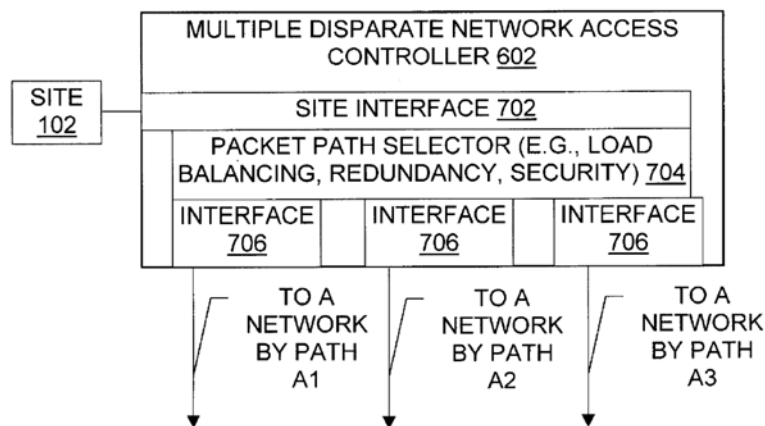 MULTIPLE DISPARATE NETWORK ACCESS
CONTROLLER 602
SITE
102
SITE INTERFACE 702
PACKET PATH SELECTOR (E.G., LOAD
BALANCING, REDUNDANCY, SECURITY) 704
INTERFACE
706
INTERFACE
706
INTERFACE
706
TO A
NETWORK
BY PATH
A1
TO A
NETWORK
BY PATH
A2
TO A
NETWORK
BY PATH
A3